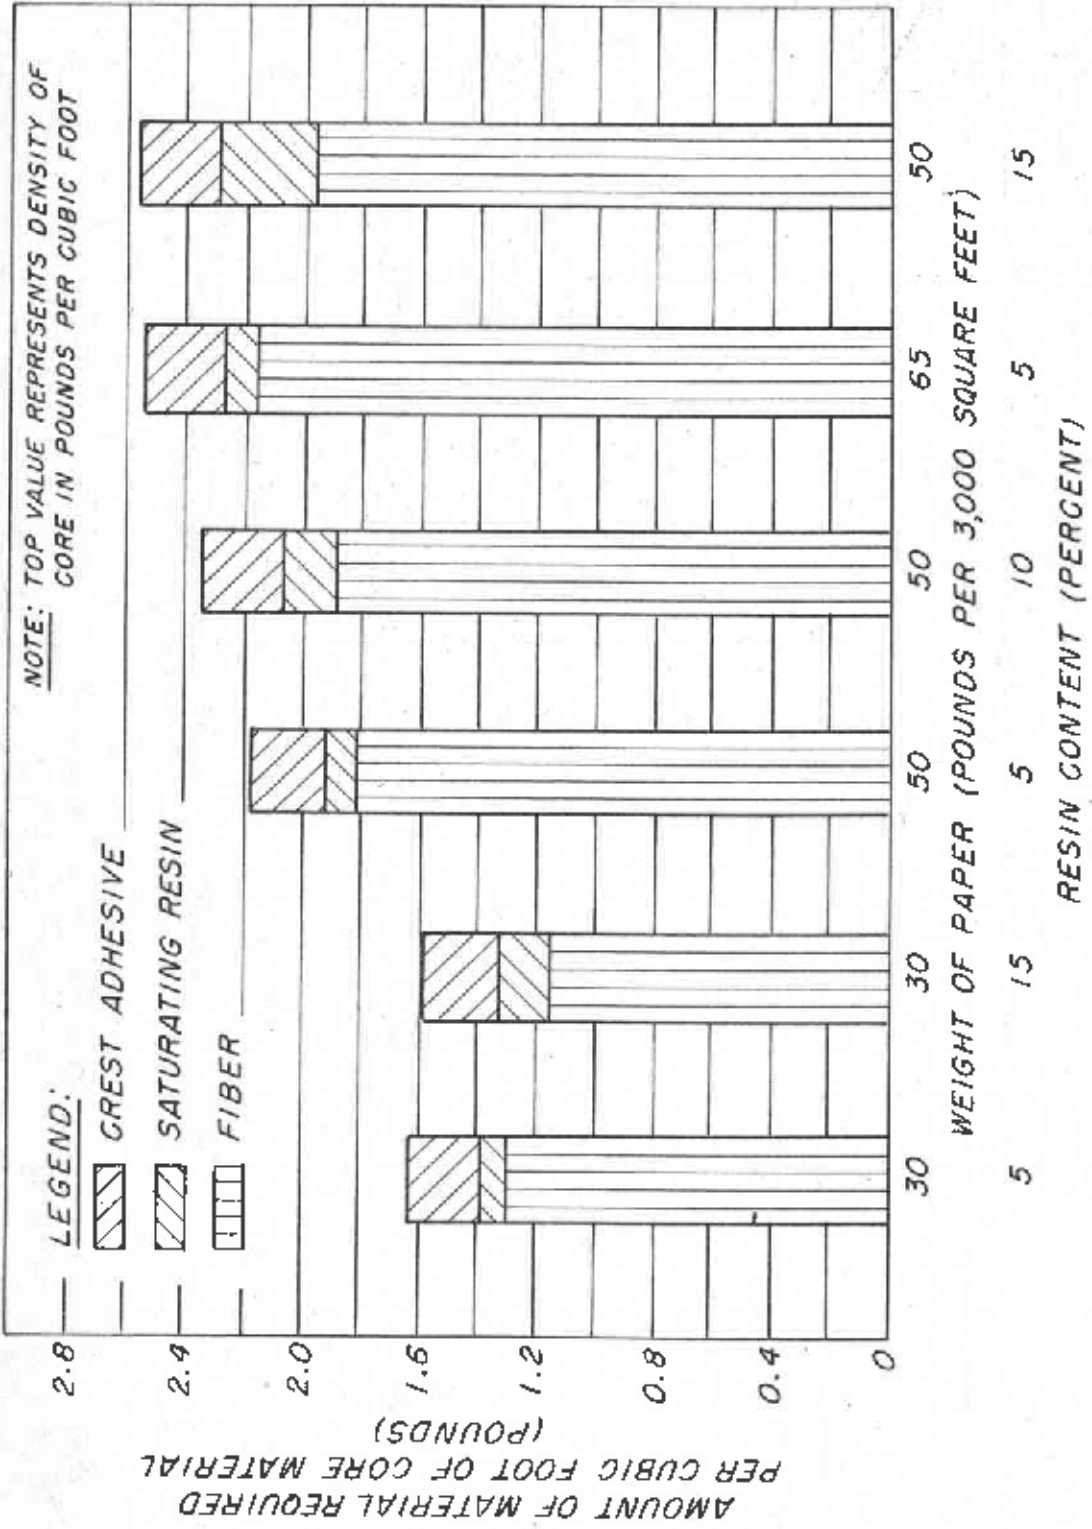 NOTE: TOP VALUE REPRESENTS DENSITY OF
CORE IN POUNDS PER CUBIC FOOT
LEGEND:
CREST ADHESIVE
SATURATING RESIN
FIBER
2.8
2.4
2.0
1.6
1.2
0.8
0.4
0
AMOUNT OF MATERIAL REQUIRED
PER CUBIC FOOT OF CORE MATERIAL
(POUNDS)
30 30 50 50 65 50
WEIGHT OF PAPER (POUNDS PER 3,000 SQUARE FEET)
5 15 5 10 5 15
RESIN CONTENT (PERCENT)